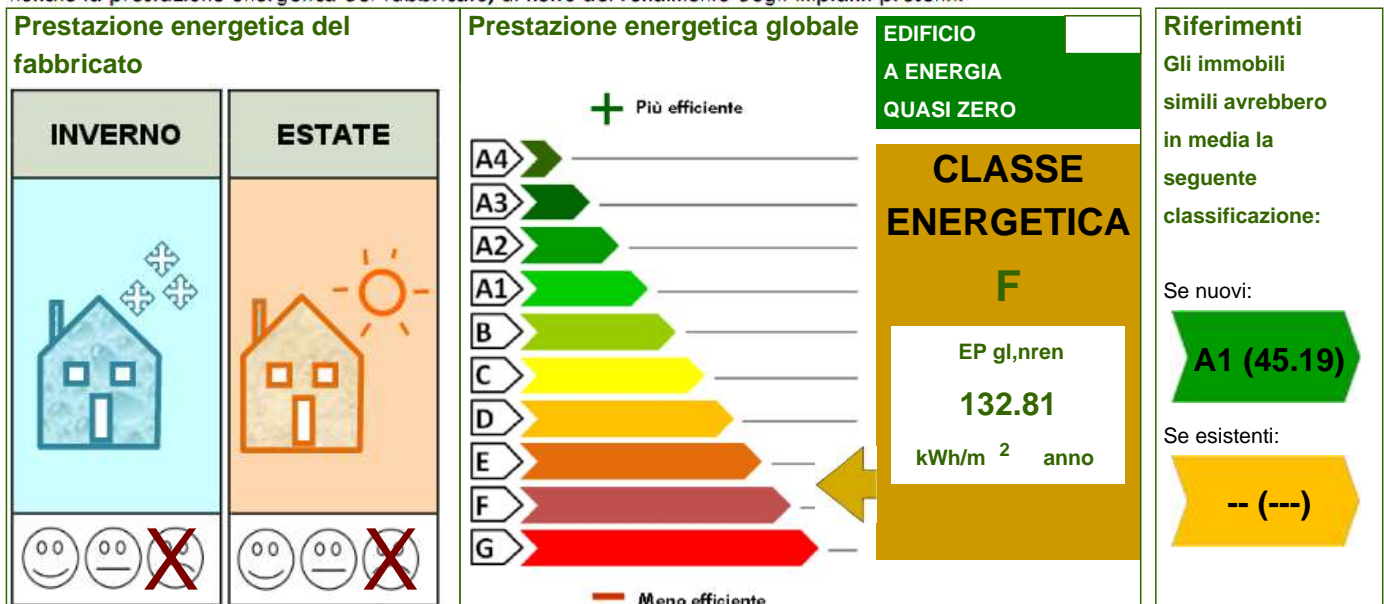 Prestazione energetica del
fabbricato
INVERNO
ESTATE
Prestazione energetica globale
Più efficiente
A4
A3
A2
A1
B
C
D
E
F
G
Meno efficiente
EDIFICIO
A ENERGIA
QUASI ZERO
CLASSE
ENERGETICA
F
EP gl,nren
132.81
kWh/m 2 anno
Riferimenti
Gli immobili
simili avrebbero
in media la
seguente
classificazione:
Se nuovi:
A1 (45.19)
Se esistenti:
-- (---)